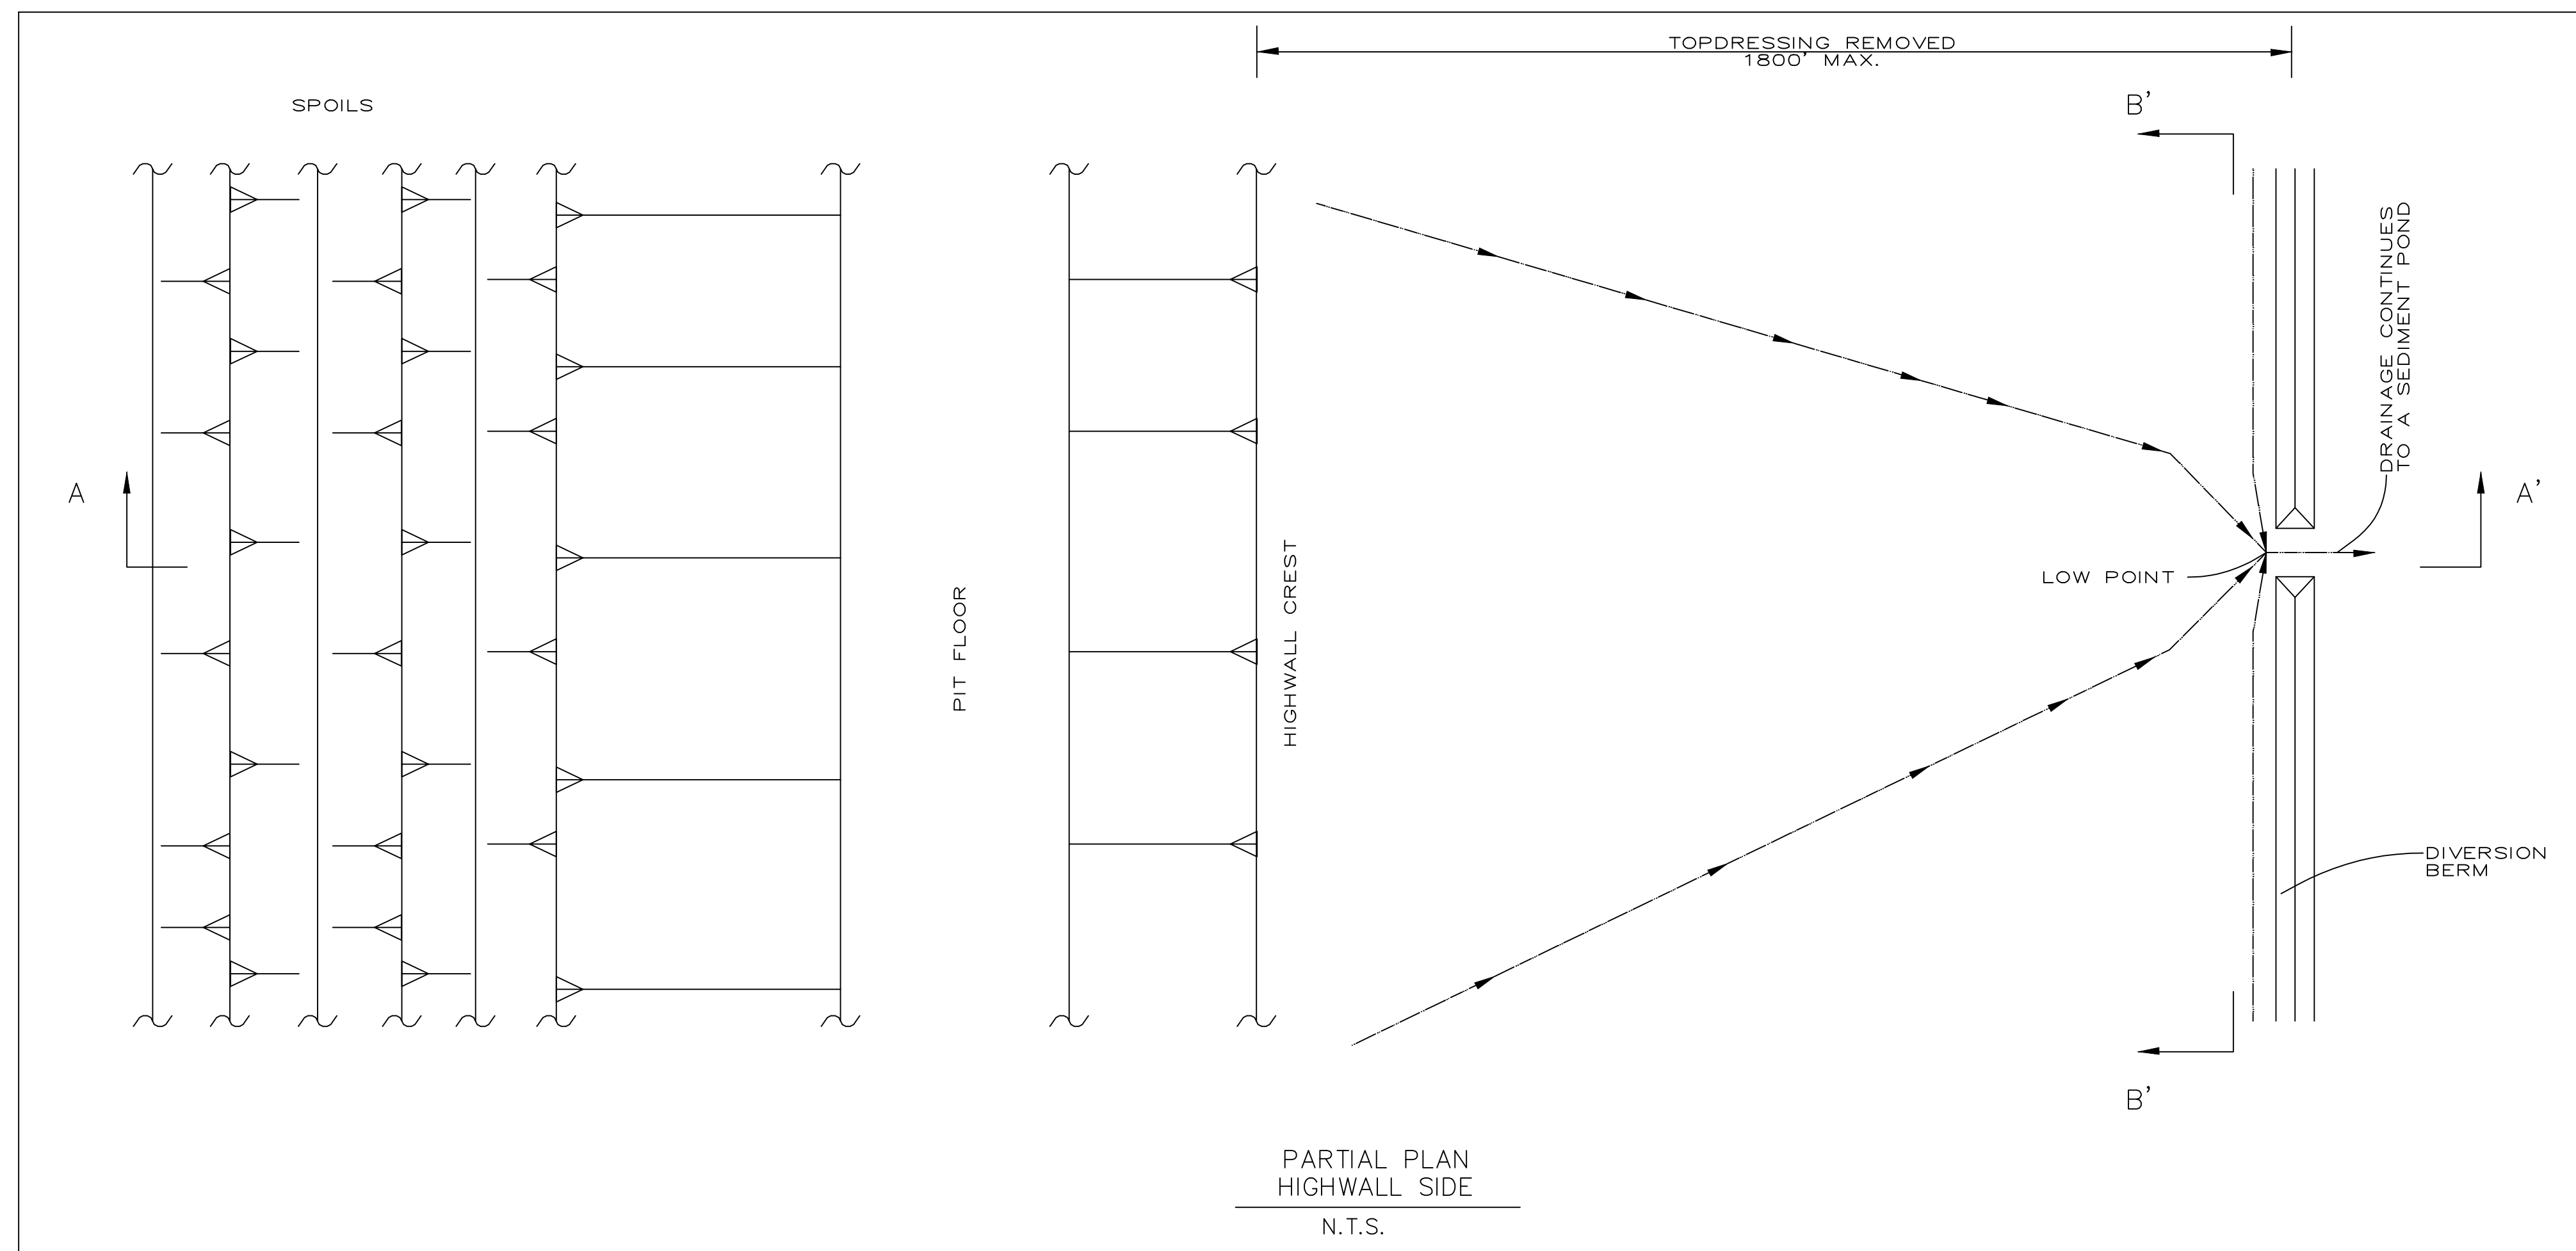 TOPDRESSING REMOVED
1800' MAX.
SPOILS
B'
DRAINAGE CONTINUES
TO A SEDIMENT POND
A
A'
LOW POINT
PIT FLOOR
HIGHWALL CREST
DIVERSION
BERM
B'
PARTIAL PLAN
HIGHWALL SIDE
N.T.S.